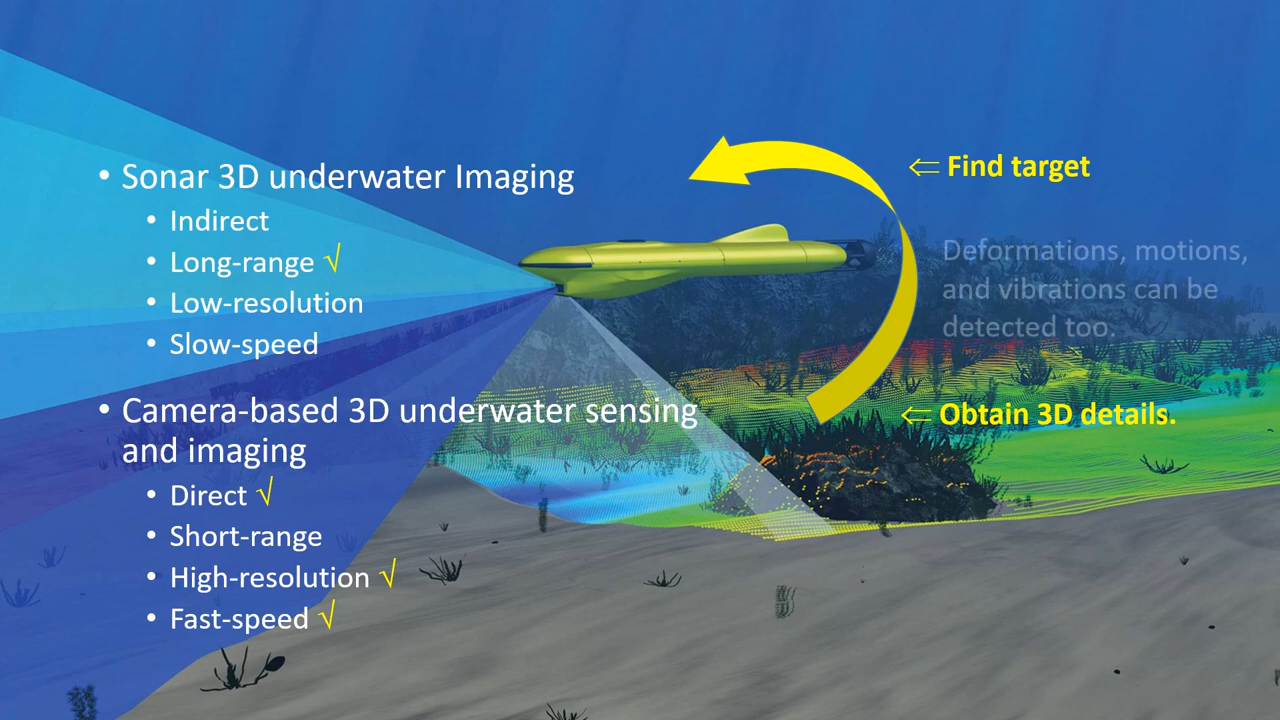 • Sonar 3D underwater Imaging
• Indirect
• Long-range √
• Low-resolution
• Slow-speed
• Camera-based 3D underwater sensing
and imaging
• Direct √
• Short-range
• High-resolution √
• Fast-speed √
⇐ Find target
Deformations, motions,
and vibrations can be
detected too.
⇐ Obtain 3D details.